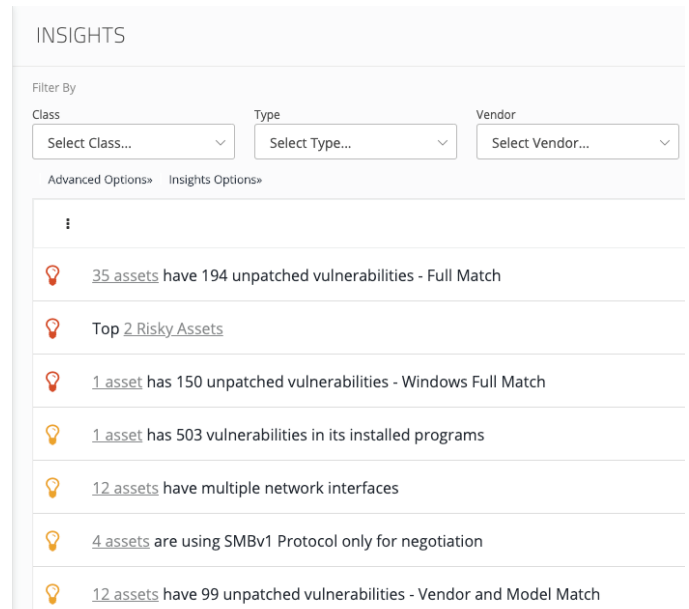 INSIGHTS
Filter By
Class Type Vendor
Select Class... Select Type... Select Vendor...
Advanced Options» Insights Options»
35 assets have 194 unpatched vulnerabilities - Full Match
Top 2 Risky Assets
1 asset has 150 unpatched vulnerabilities - Windows Full Match
1 asset has 503 vulnerabilities in its installed programs
12 assets have multiple network interfaces
4 assets are using SMBv1 Protocol only for negotiation
12 assets have 99 unpatched vulnerabilities - Vendor and Model Match